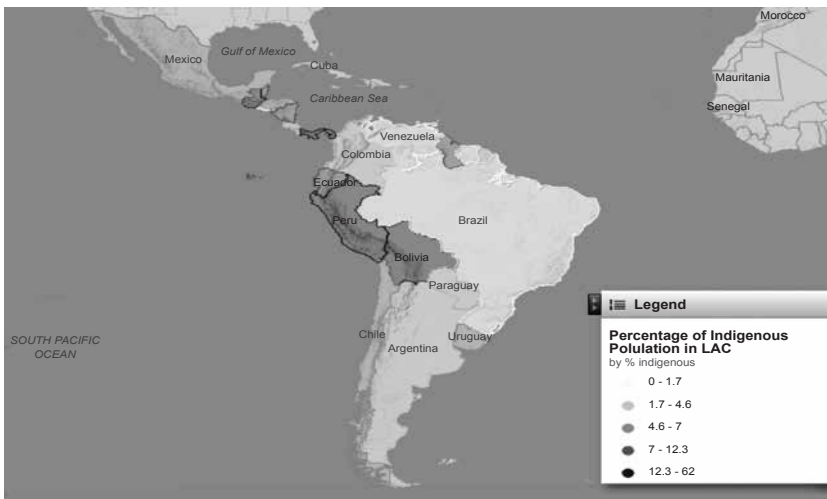 Morocco
Gulf of Mexico
Mexico
Cuba
Mauritania
Caribbean Sea
Senegal
Venezuela
Colombia
Ecuador
Peru
Brazil
Bolivia
Paraguay
Legend
Chile
Uruguay
Argentina
SOUTH PACIFIC
OCEAN
Percentage of Indigenous
Polulation in LAC
by % indigenous
0 - 1.7
1.7 - 4.6
4.6 - 7
7 - 12.3
12.3 - 62